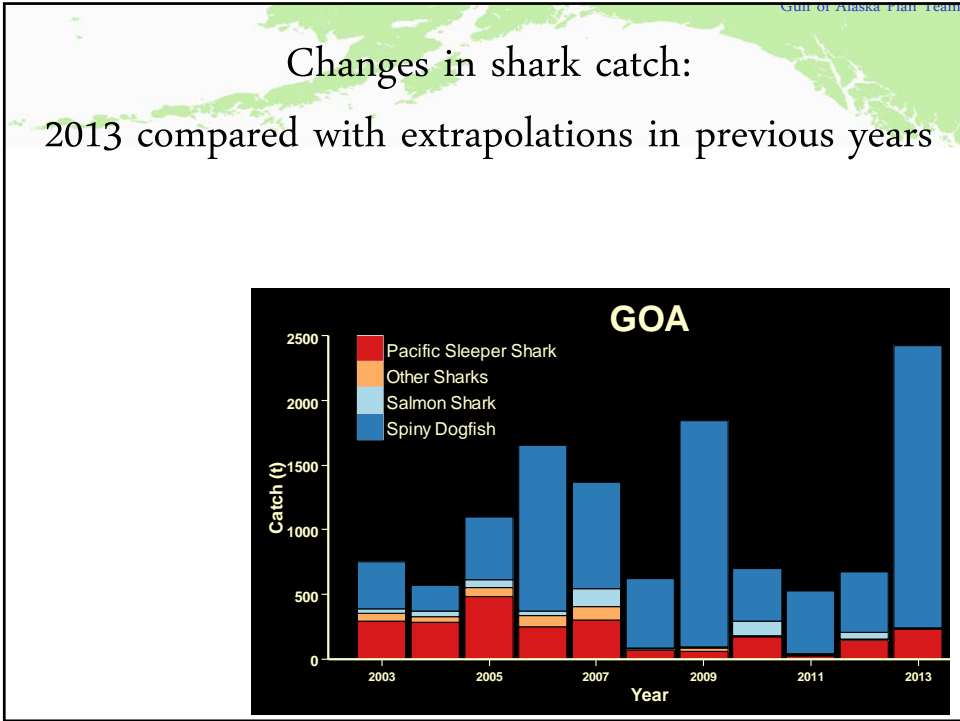 Gulf of Alaska Plan Team
Changes in shark catch:
2013 compared with extrapolations in previous years
GOA
2500
2000
1500
1000
500
0
Catch (t)
Pacific Sleeper Shark
Other Sharks
Salmon Shark
Spiny Dogfish
2003
2005
2007
2009
2011
2013
Year